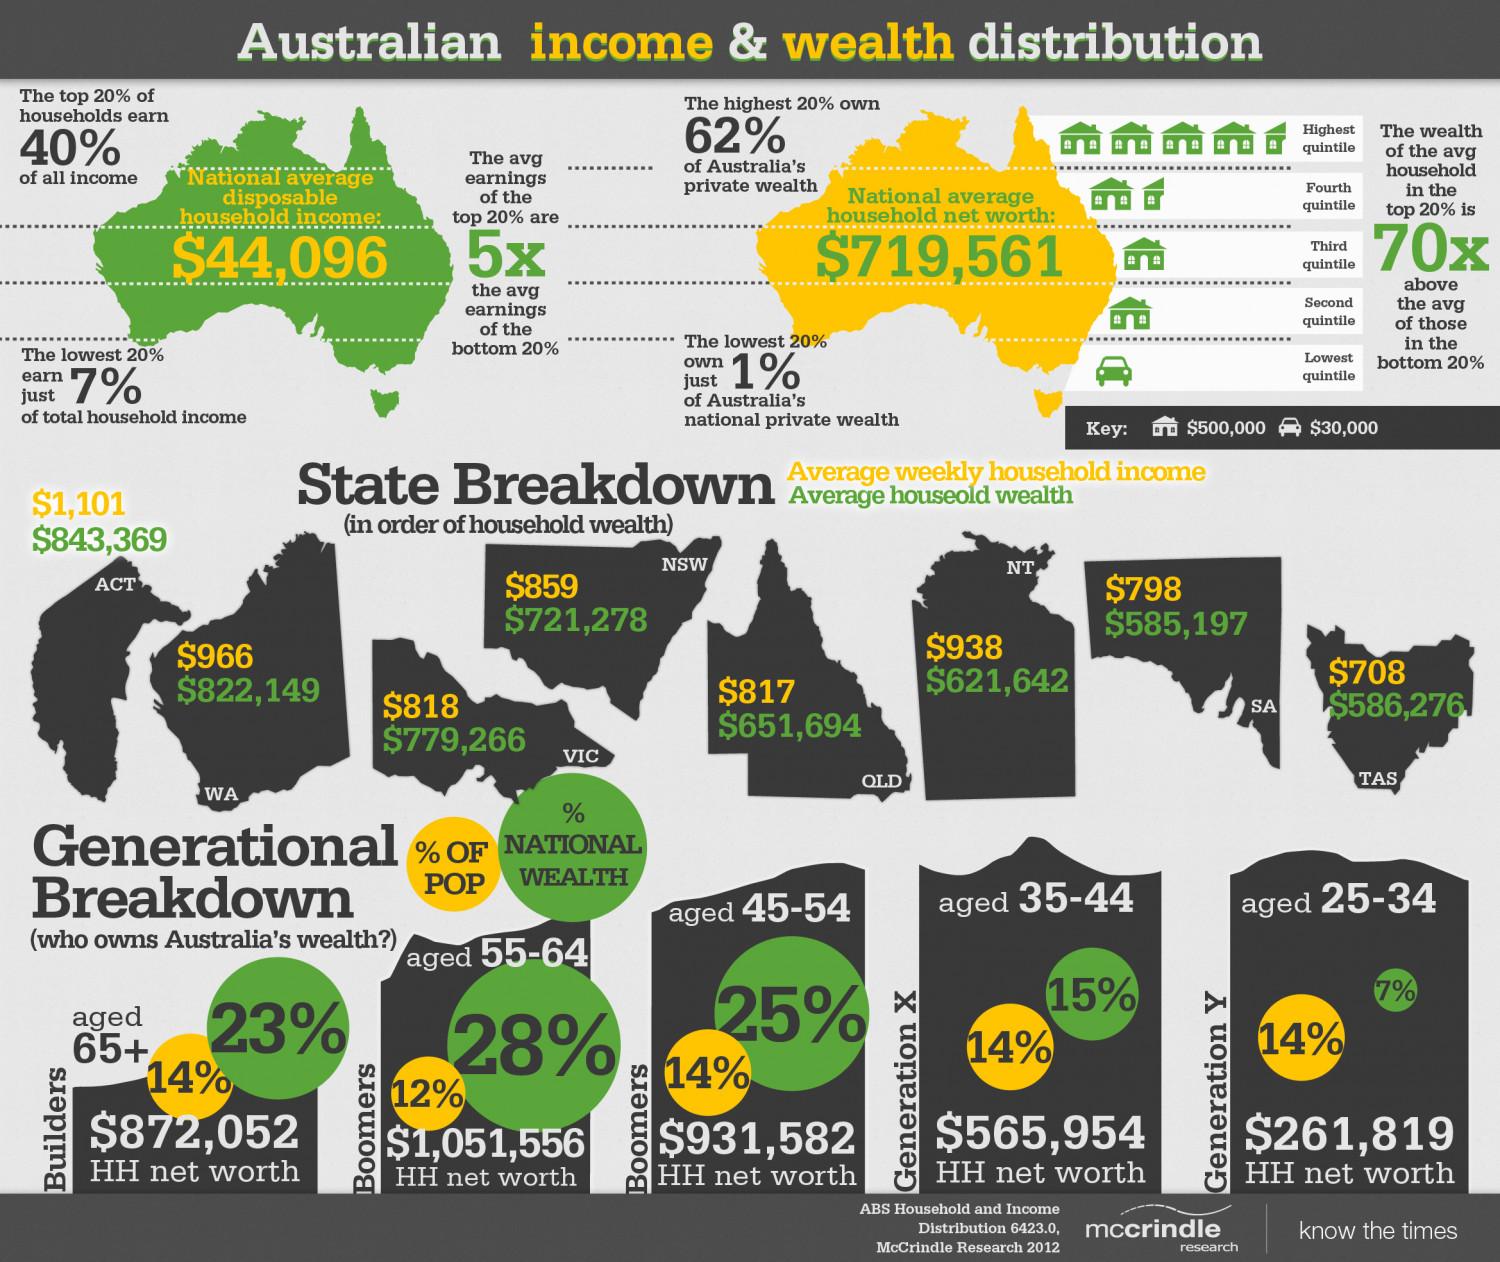 Australian income & wealth distribution
The top 20% of
households earn
40%
of all income
National average
disposable
household income:
$44,096
The avg
earnings
of the
top 20% are
5x
the avg
earnings
of the
bottom 20%
The lowest 20%
earn
just 7%
of total household income
The highest 20% own
62%
of Australia's
private wealth
National average
household net worth:
$719,561
The lowest 20%
own
just 1%
of Australia's
national private wealth
Highest
quintile
Fourth
quintile
Third
quintile
Second
quintile
Lowest
quintile
The wealth
of the avg
household
in the
top 20% is
70x
above
the avg
of those
in the
bottom 20%
Key: $500,000 $30,000
State Breakdown
(in order of household wealth)
Average weekly household income
Average houseold wealth
$1,101
$843,369
ACT
$966
$822,149
WA
$818
$779,266
VIC
$859
$721,278
NSW
$817
$651,694
QLD
$938
$621,642
NT
$798
$585,197
SA
$708
$586,276
TAS
Generational
Breakdown
(who owns Australia's wealth?)
% OF
POP
%
NATIONAL
WEALTH
Builders
aged
65+
14%
23%
$872,052
HH net worth
Boomers
aged 55-64
12%
28%
$1,051,556
HH net worth
Boomers
aged 45-54
14%
25%
$931,582
HH net worth
Generation X
aged 35-44
14%
15%
$565,954
HH net worth
Generation Y
aged 25-34
14%
7%
$261,819
HH net worth
ABS Household and Income
Distribution 6423.0,
McCrindle Research 2012
mccrindle
research
know the times